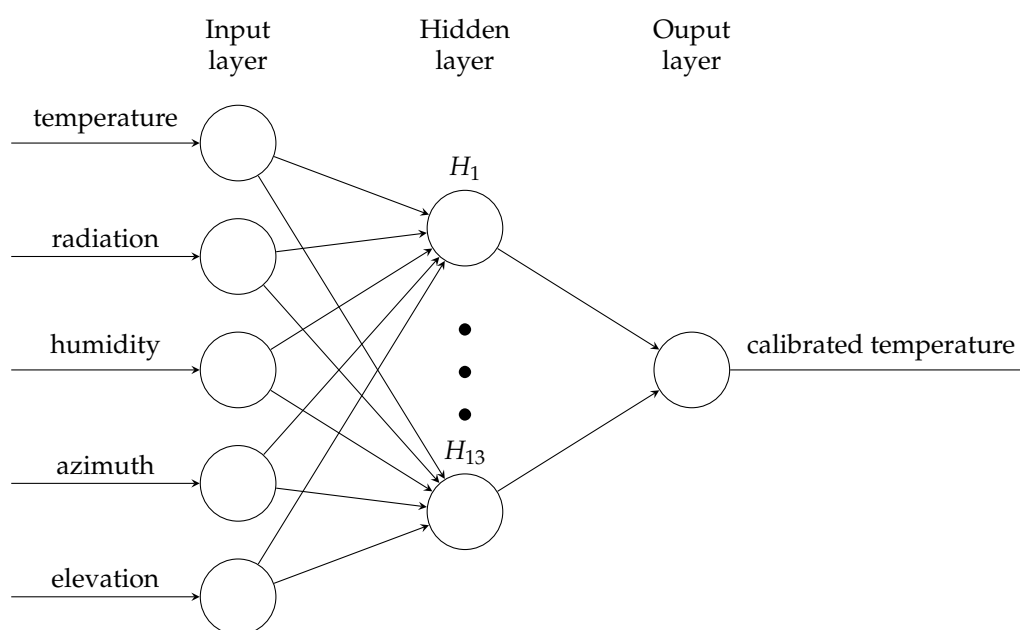 Input
layer
Hidden
layer
Ouput
layer
temperature
H₁
radiation
humidity
calibrated temperature
H₁₃
azimuth
elevation